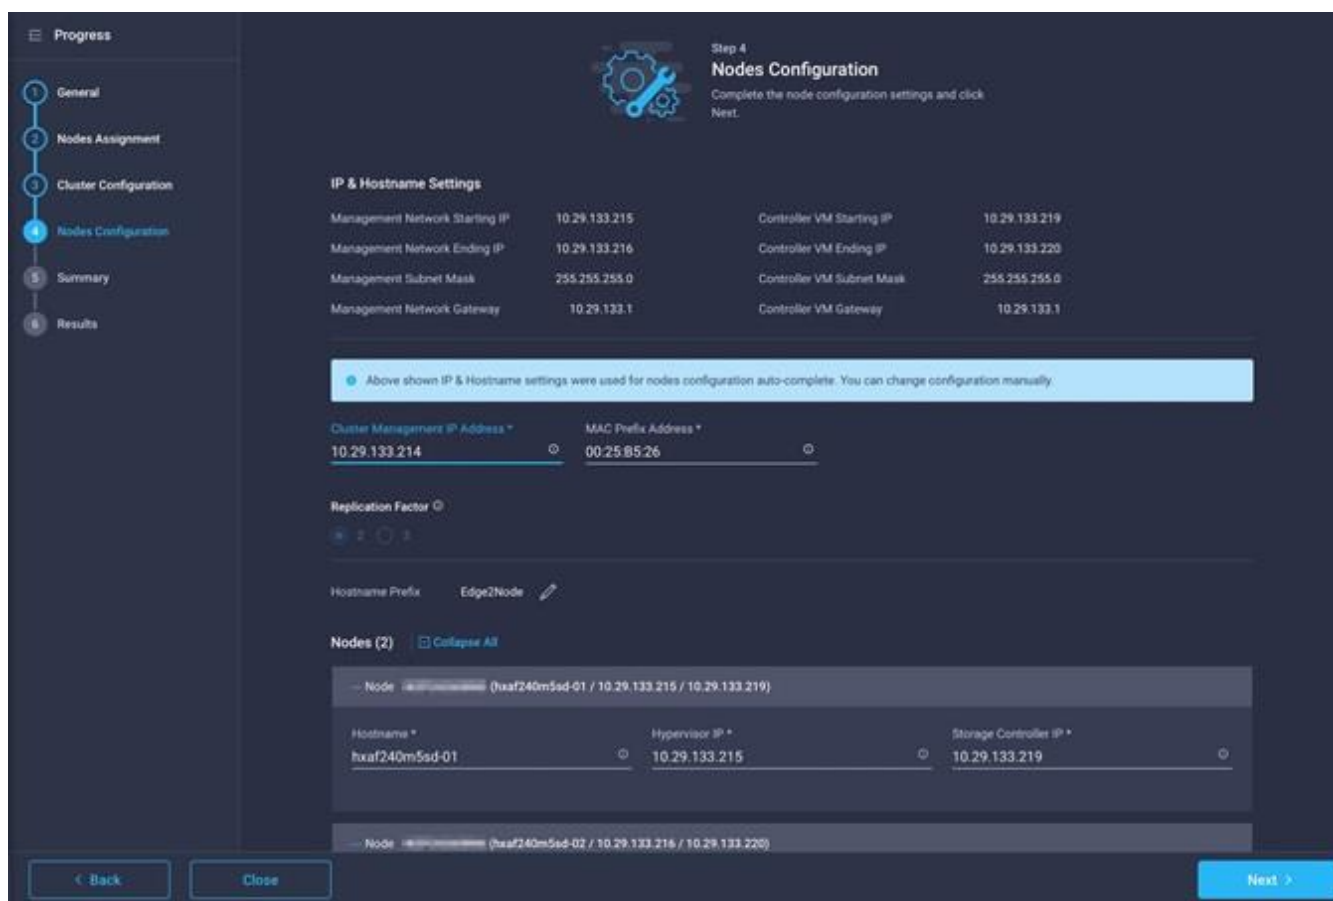 Progress
1 General
2 Nodes Assignment
3 Cluster Configuration
4 Nodes Configuration
5 Summary
6 Results
Step 4
Nodes Configuration
Complete the node configuration settings and click
Next.
IP & Hostname Settings
Management Network Starting IP 10.29.133.215 Controller VM Starting IP 10.29.133.219
Management Network Ending IP 10.29.133.216 Controller VM Ending IP 10.29.133.220
Management Subnet Mask 255.255.255.0 Controller VM Subnet Mask 255.255.255.0
Management Network Gateway 10.29.133.1 Controller VM Gateway 10.29.133.1
Above shown IP & Hostname settings were used for nodes configuration auto-complete. You can change configuration manually.
Cluster Management IP Address * MAC Prefix Address *
10.29.133.214 00:25:B5:26
Replication Factor
2 3
Hostname Prefix Edge2Node
Nodes (2) Collapse All
— Node (hxaf240m5sd-01 / 10.29.133.215 / 10.29.133.219)
Hostname * Hypervisor IP * Storage Controller IP *
hxaf240m5sd-01 10.29.133.215 10.29.133.219
— Node (hxaf240m5sd-02 / 10.29.133.216 / 10.29.133.220)
< Back Close Next >